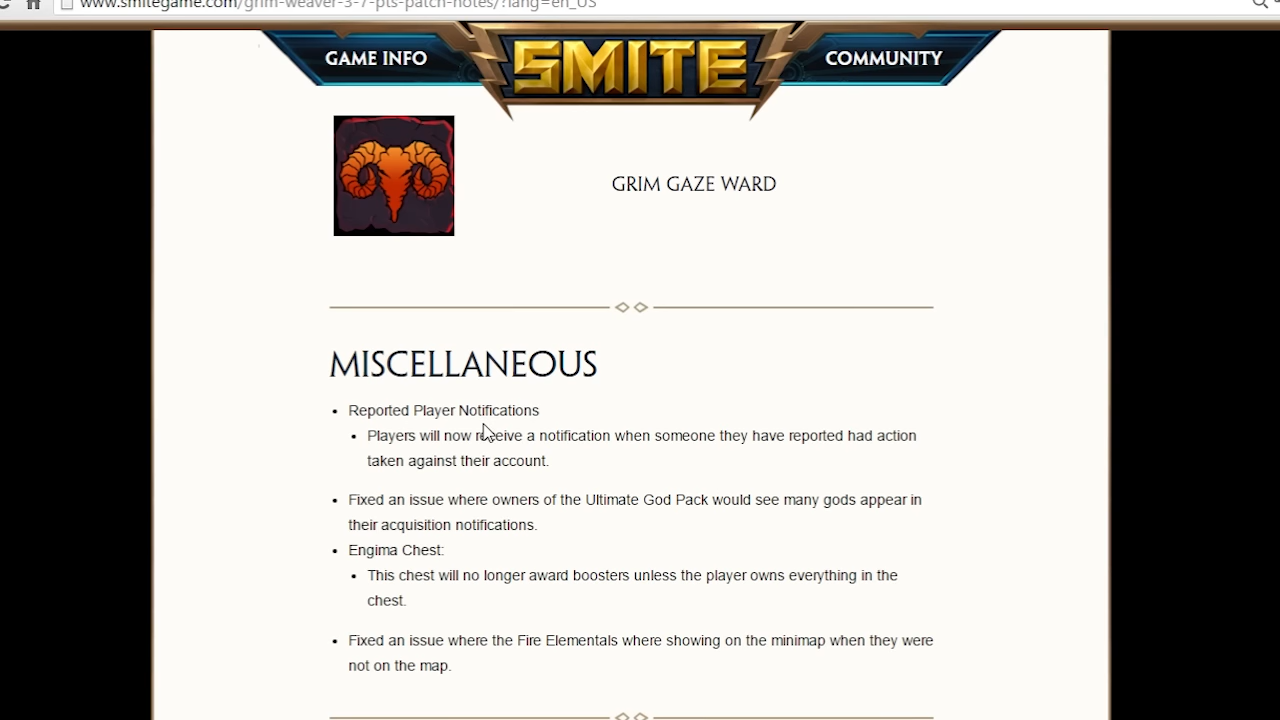 www.smitegame.com/grim-weaver-3-7-pts-patch-notes/?lang=en_US
GAME INFO
SMITE
COMMUNITY
GRIM GAZE WARD
MISCELLANEOUS
• Reported Player Notifications
• Players will now receive a notification when someone they have reported had action
taken against their account.
• Fixed an issue where owners of the Ultimate God Pack would see many gods appear in
their acquisition notifications.
• Engima Chest:
• This chest will no longer award boosters unless the player owns everything in the
chest.
• Fixed an issue where the Fire Elementals where showing on the minimap when they were
not on the map.